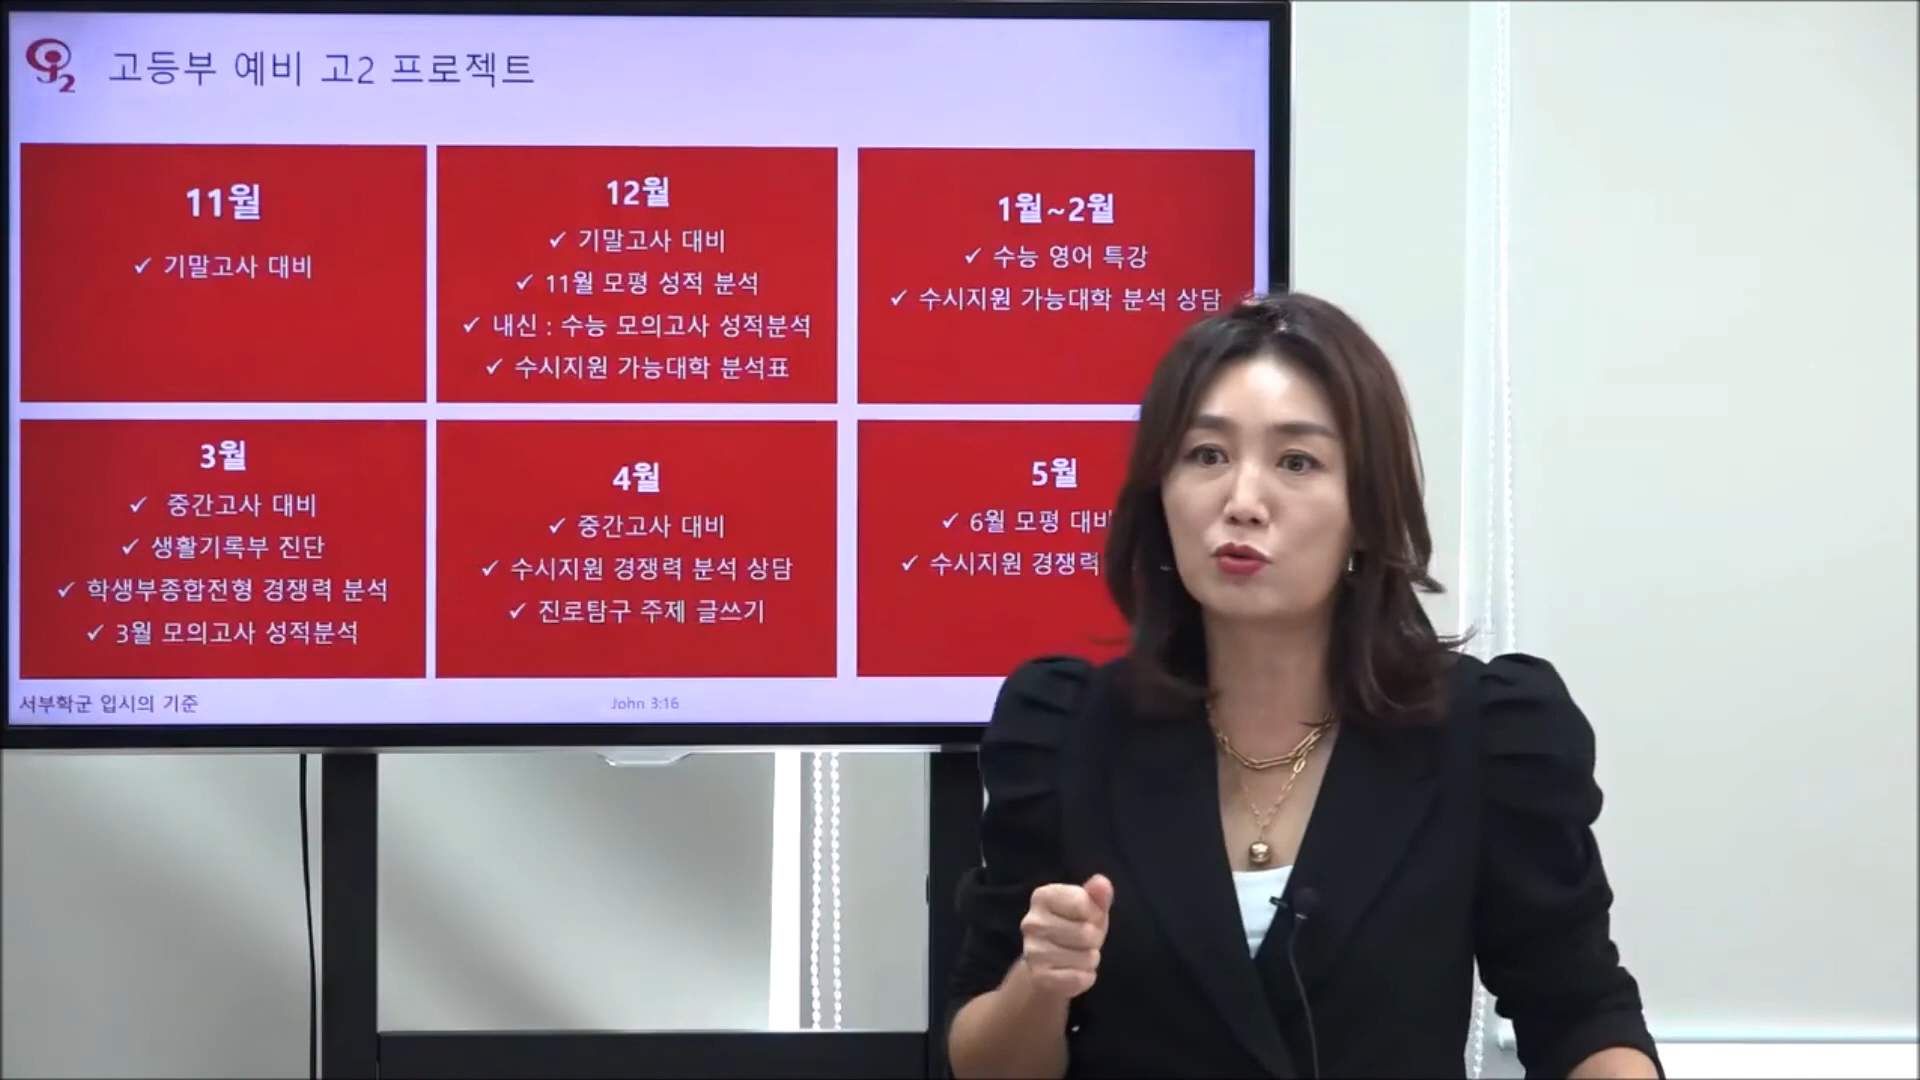 고등부 예비 고2 프로젝트
11월
✓ 기말고사 대비
12월
✓ 기말고사 대비
✓ 11월 모평 성적 분석
✓ 내신 : 수능 모의고사 성적분석
✓ 수시지원 가능대학 분석표
1월~2월
✓ 수능 영어 특강
✓ 수시지원 가능대학 분석 상담
3월
✓ 중간고사 대비
✓ 생활기록부 진단
✓ 학생부종합전형 경쟁력 분석
✓ 3월 모의고사 성적분석
4월
✓ 중간고사 대비
✓ 수시지원 경쟁력 분석 상담
✓ 진로탐구 주제 글쓰기
5월
✓ 6월 모평 대비
✓ 수시지원 경쟁력
서부학군 입시의 기준
John 3:16